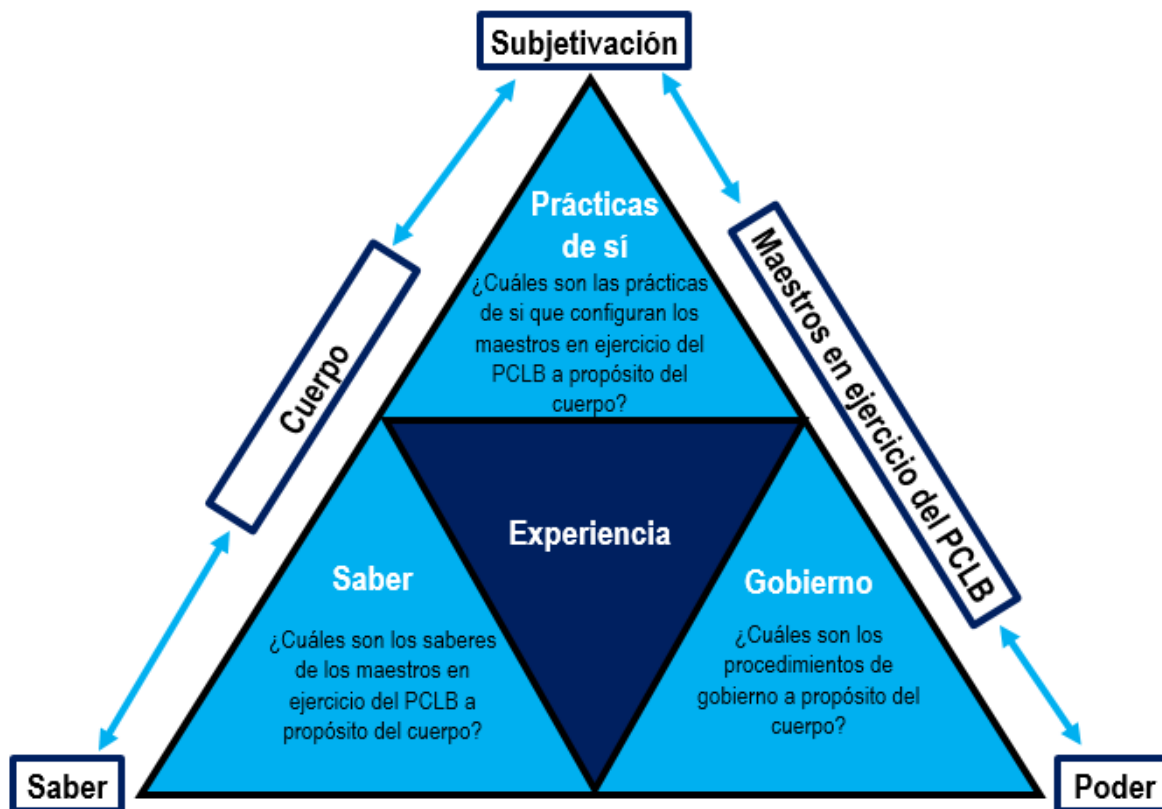 Subjetivación
Prácticas
de sí
¿Cuáles son las prácticas
de si que configuran los
maestros en ejercicio del
PCLB a propósito del
cuerpo?
Cuerpo
Maestros en ejercicio del PCLB
Experiencia
Saber
¿Cuáles son los saberes
de los maestros en
ejercicio del PCLB a
propósito del cuerpo?
Gobierno
¿Cuáles son los
procedimientos de
gobierno a propósito del
cuerpo?
Saber
Poder